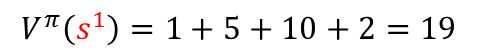 V^π(s^1) = 1 + 5 + 10 + 2 = 19